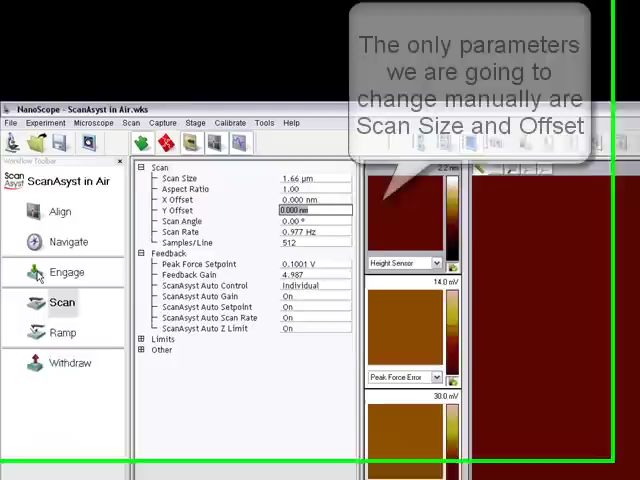 The only parameters
we are going to
change manually are
Scan Size and Offset
NanoScope - ScanAsyst in Air.wks
File Experiment Microscope Scan Capture Stage Calibrate Tools Help
Workflow Toolbar
Scan
Asyst
ScanAsyst in Air
Align
Navigate
Engage
Scan
Ramp
Withdraw
Scan
Scan Size 1.66 µm
Aspect Ratio 1.00
X Offset 0.000 nm
Y Offset 0.000 nm
Scan Angle 0.00 °
Scan Rate 0.977 Hz
Samples/Line 512
Feedback
Peak Force Setpoint 0.1001 V
Feedback Gain 4.987
ScanAsyst Auto Control Individual
ScanAsyst Auto Gain On
ScanAsyst Auto Setpoint On
ScanAsyst Auto Scan Rate On
ScanAsyst Auto Z Limit On
Limits
Other
2.2 nm
Height Sensor
14.0 mV
Peak Force Error
30.0 mV